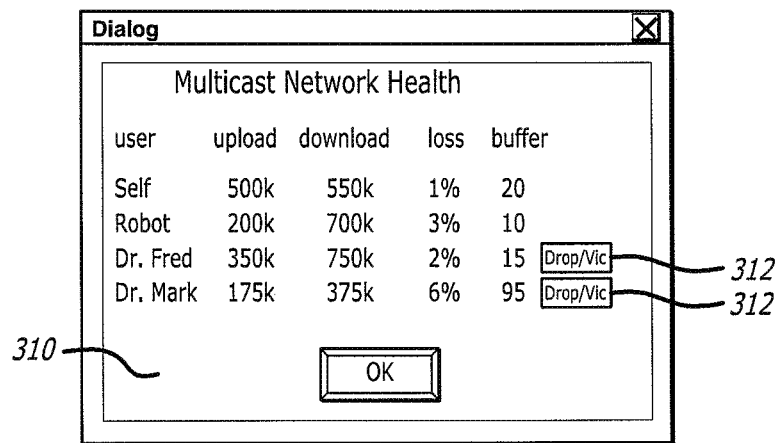 Dialog
Multicast Network Health
user upload download loss buffer
Self 500k 550k 1% 20
Robot 200k 700k 3% 10
Dr. Fred 350k 750k 2% 15 Drop/Vic 312
Dr. Mark 175k 375k 6% 95 Drop/Vic 312
310
OK